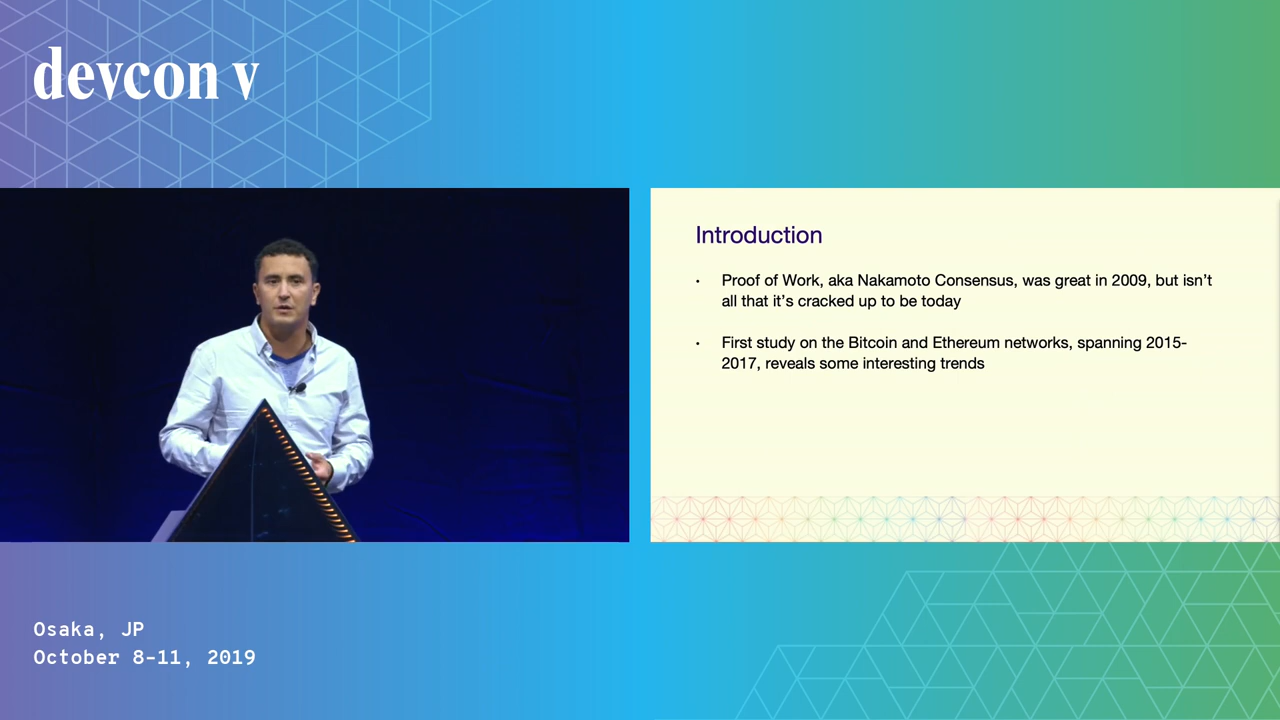 devcon v
Introduction
• Proof of Work, aka Nakamoto Consensus, was great in 2009, but isn’t
all that it’s cracked up to be today
• First study on the Bitcoin and Ethereum networks, spanning 2015-
2017, reveals some interesting trends
Osaka, JP
October 8-11, 2019